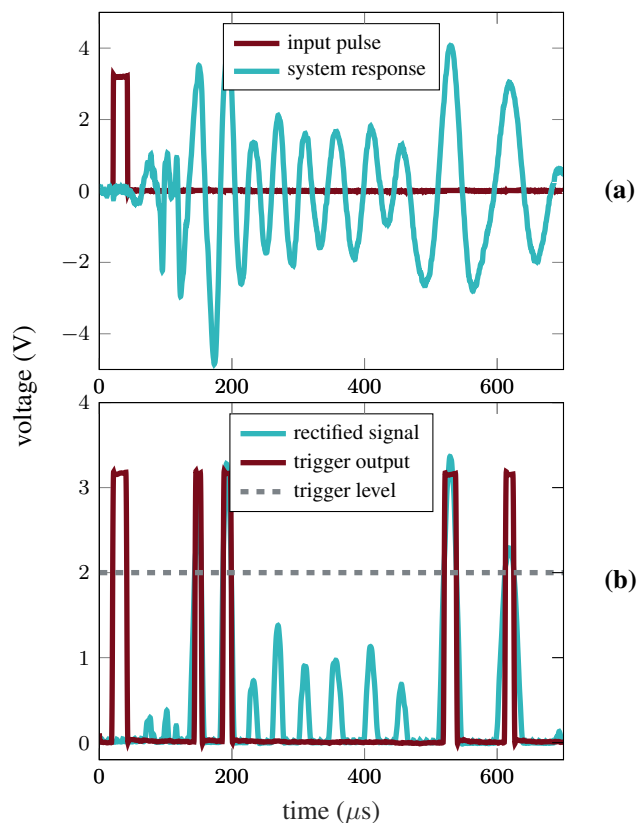 input pulse
system response
4
2
0
−2
−4
0 200 400 600
(a)
voltage (V)
rectified signal
trigger output
trigger level
4
3
2
1
0
0 200 400 600
(b)
time (μs)